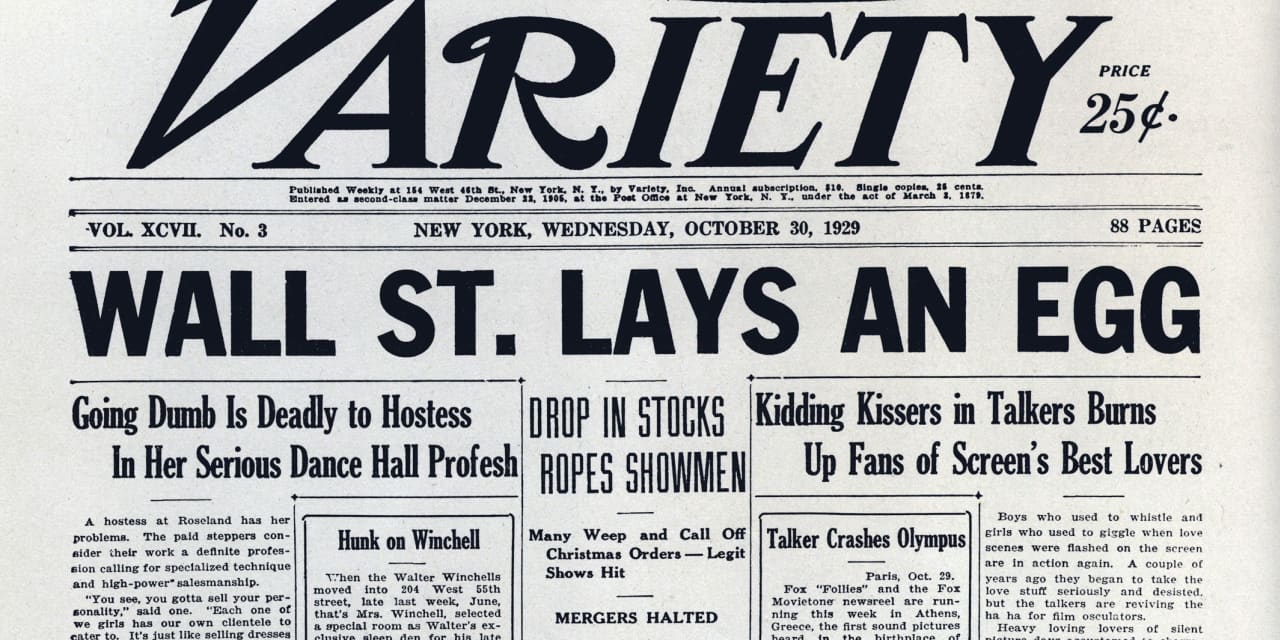 VARIETY
PRICE
25¢.
Published Weekly at 154 West 46th St., New York, N. Y., by Variety, Inc. Annual subscription, $10. Single copies, 25 cents.
Entered as second-class matter December 22, 1905, at the Post Office at New York, N. Y., under the act of March 3, 1879.
VOL. XCVII. No. 3
NEW YORK, WEDNESDAY, OCTOBER 30, 1929
88 PAGES
WALL ST. LAYS AN EGG
Going Dumb Is Deadly to Hostess
In Her Serious Dance Hall Profesh
A hostess at Roseland has her
problems. The paid steppers con-
sider their work a definite profes-
sion calling for specialized technique
and high-power salesmanship.
"You see, you gotta sell your per-
sonality," said one. "Each one of
we girls has our own clientele to
cater to. It's just like selling dresses
Hunk on Winchell
When the Walter Winchells
moved into 204 West 55th
street, late last week, June,
that's Mrs. Winchell, selected
a special room as Walter's ex-
clusive sleep den for his late
DROP IN STOCKS
ROPES SHOWMEN
Many Weep and Call Off
Christmas Orders — Legit
Shows Hit
MERGERS HALTED
Kidding Kissers in Talkers Burns
Up Fans of Screen's Best Lovers
Talker Crashes Olympus
Paris, Oct. 29.
Fox "Follies" and the Fox
Movietone newsreel are run-
ning this week in Athens,
Greece, the first sound pictures
heard in the birthplace of
Boys who used to whistle and
girls who used to giggle when love
scenes were flashed on the screen
are in action again. A couple of
years ago they began to take the
love stuff seriously and desisted,
but the talkers are reviving the
ha ha for film osculators.
Heavy loving lovers of silent